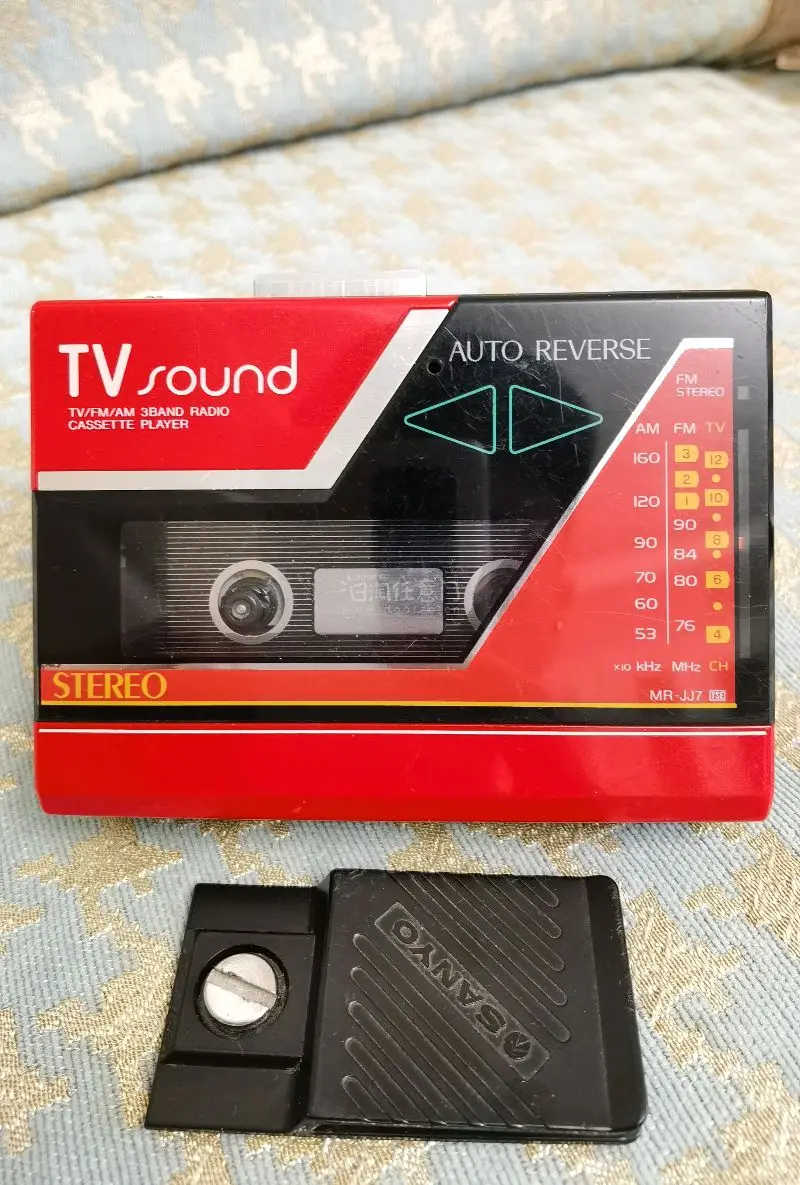 TV sound
TV/FM/AM 3BAND RADIO
CASSETTE PLAYER
AUTO REVERSE
FM
STEREO
AM FM TV
160 3 12
2
120 1 10
90
90 84 8
70 80 6
60
53 76 4
×10 kHz MHz CH
MR-JJ7 TSE
STEREO
SANYO